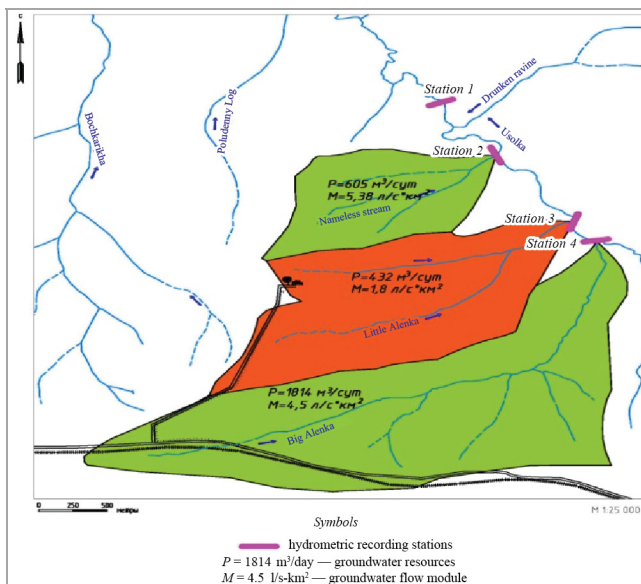 с
Station 1
Drunken ravine
Usolka
Bochkarikha
Poludenny Log
Station 2
P=605 м³/сут
M=5,38 л/с*км²
Nameless stream
Station 3
Station 4
P=432 м³/сут
M=1,8 л/с*км²
Little Alenka
P=1814 м³/сут
M=4,5 л/с*км²
Big Alenka
0 250 500
метры
М 1:25 000
Symbols
hydrometric recording stations
P = 1814 m³/day — groundwater resources
M = 4.5 l/s-km² — groundwater flow module